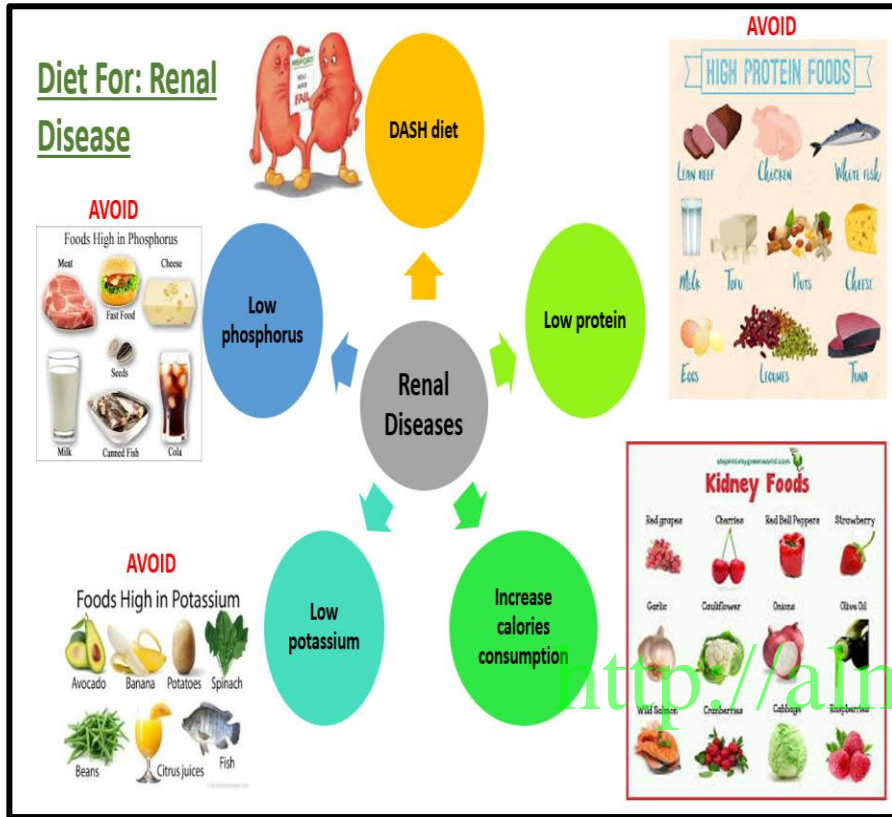 Diet For: Renal
Disease
REPORT
YOU
ARE
FAIL
DASH diet
AVOID
HIGH PROTEIN FOODS
LEAN BEEF
CHICKEN
WHITE FISH
MILK
TOFU
NUTS
CHEESE
EGGS
LEGUMES
TUNA
AVOID
Foods High in Phosphorus
Meat
Fast Food
Cheese
Seeds
Milk
Canned Fish
Cola
Low
phosphorus
Low protein
Renal
Diseases
AVOID
Foods High in Potassium
Avocado
Banana
Potatoes
Spinach
Beans
Citrus juices
Fish
Low
potassium
Increase
calories
consumption
Kidney Foods
Red grapes
Cherries
Red Bell Peppers
Strawberry
Garlic
Cauliflower
Onions
Olive Oil
Wild Salmon
Cranberries
Cabbage
Raspberries
http://aln